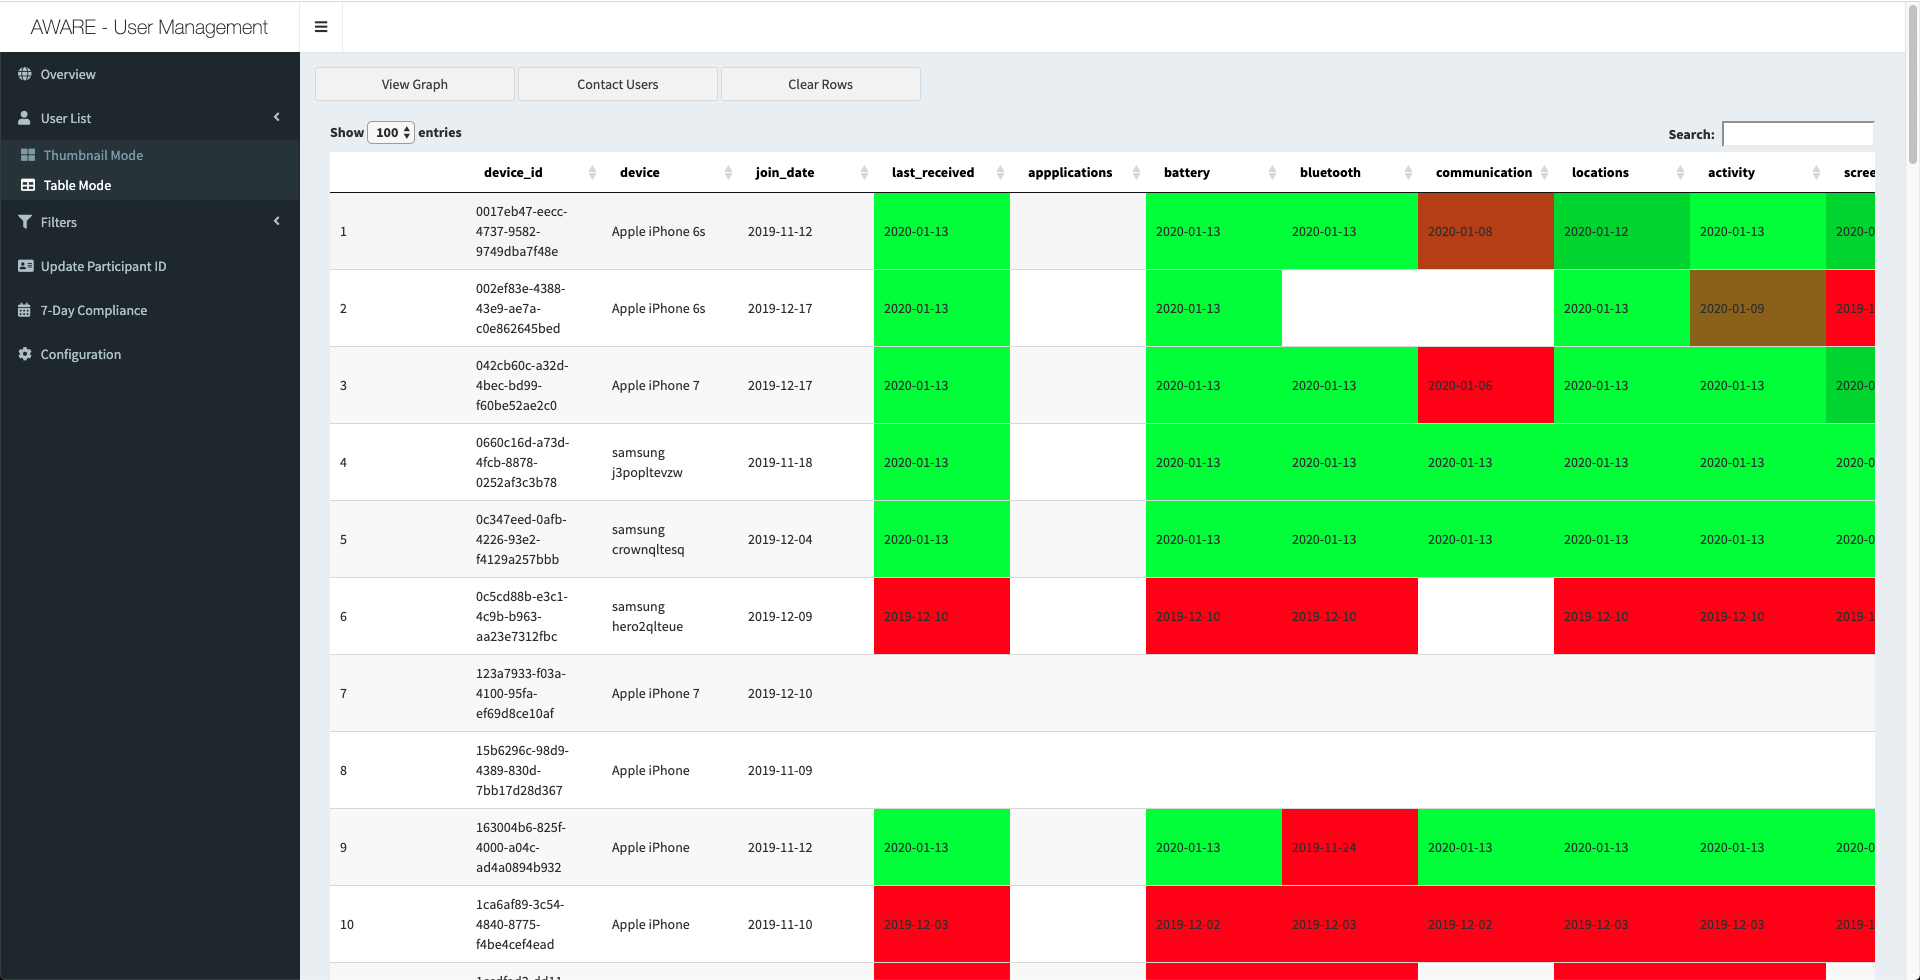 AWARE - User Management
Overview
User List
Thumbnail Mode
Table Mode
Filters
Update Participant ID
7-Day Compliance
Configuration
View Graph Contact Users Clear Rows
Show 100 entries Search:
device_id device join_date last_received appplications battery bluetooth communication locations activity scree
0017eb47-eecc-
4737-9582-
9749dba7f48e
1 Apple iPhone 6s 2019-11-12 2020-01-13 2020-01-13 2020-01-13 2020-01-08 2020-01-12 2020-01-13 2020-0
002ef83e-4388-
43e9-ae7a-
c0e862645bed
2 Apple iPhone 6s 2019-12-17 2020-01-13 2020-01-13 2020-01-13 2020-01-09 2019-1
042cb60c-a32d-
4bec-bd99-
f60be52ae2c0
3 Apple iPhone 7 2019-12-17 2020-01-13 2020-01-13 2020-01-13 2020-01-06 2020-01-13 2020-01-13 2020-0
0660c16d-a73d-
4fcb-8878-
0252af3c3b78
samsung
j3popltevzw
4 2019-11-18 2020-01-13 2020-01-13 2020-01-13 2020-01-13 2020-01-13 2020-01-13 2020-0
0c347eed-0afb-
4226-93e2-
f4129a257bbb
samsung
crownqltesq
5 2019-12-04 2020-01-13 2020-01-13 2020-01-13 2020-01-13 2020-01-13 2020-01-13 2020-0
0c5cd88b-e3c1-
4c9b-b963-
aa23e7312fbc
samsung
hero2qlteue
6 2019-12-09 2019-12-10 2019-12-10 2019-12-10 2019-12-10 2019-12-10 2019-1
123a7933-f03a-
4100-95fa-
ef69d8ce10af
7 Apple iPhone 7 2019-12-10
15b6296c-98d9-
4389-830d-
7bb17d28d367
8 Apple iPhone 2019-11-09
163004b6-825f-
4000-a04c-
ad4a0894b932
9 Apple iPhone 2019-11-12 2020-01-13 2020-01-13 2019-11-24 2020-01-13 2020-01-13 2020-01-13 2020-0
1ca6af89-3c54-
4840-8775-
f4be4cef4ead
10 Apple iPhone 2019-11-10 2019-12-03 2019-12-02 2019-12-03 2019-12-02 2019-12-03 2019-12-03 2019-1